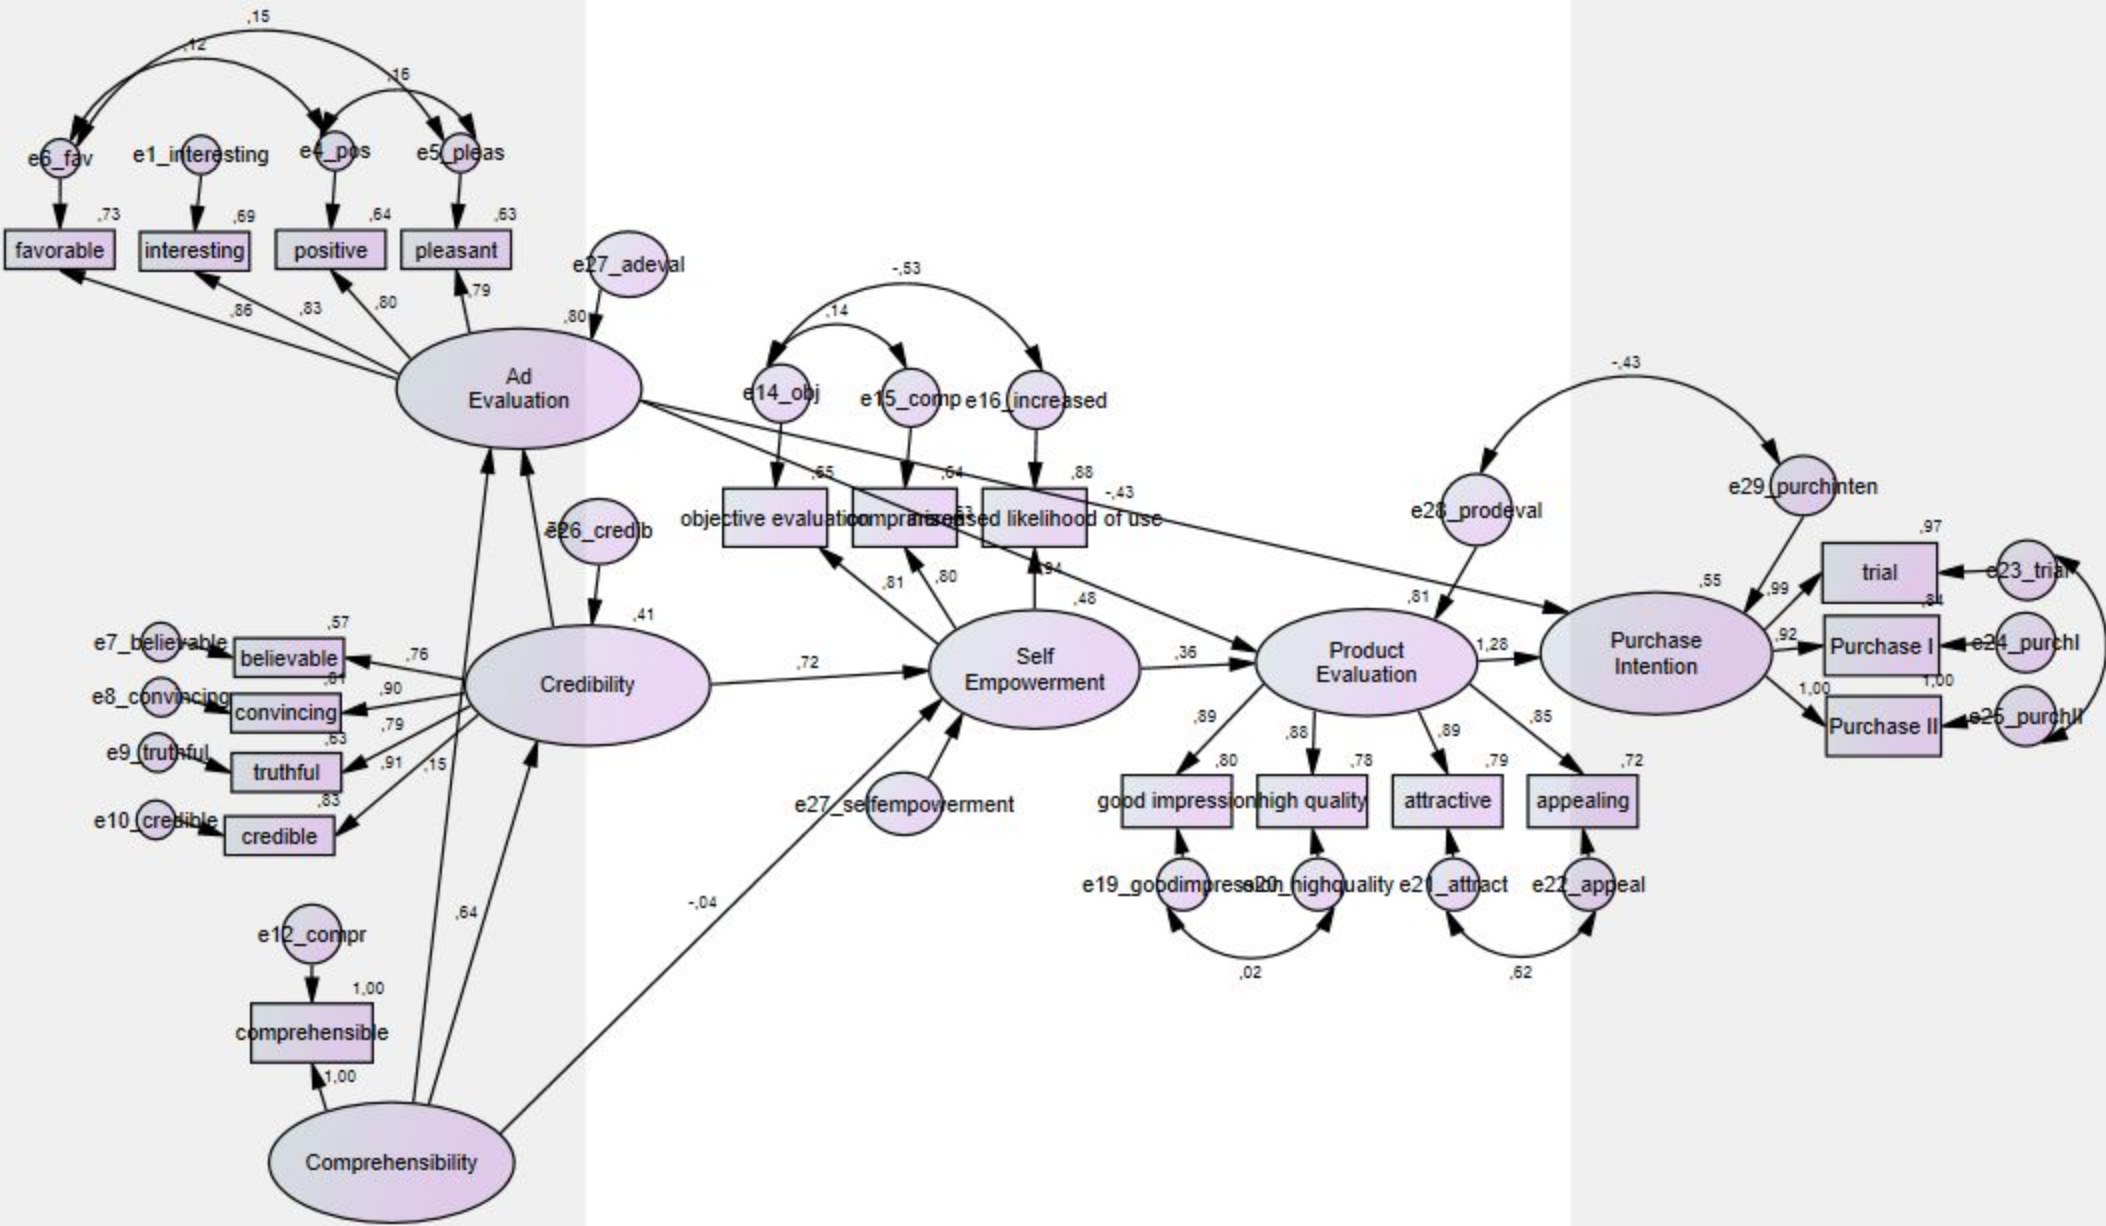 ,15
,12
,16
e6_fav
e1_interesting
e4_pos
e5_pleas
,73
,69
,64
,63
favorable
interesting
positive
pleasant
,86
,83
,80
,79
e27_adeval
,80
Ad
Evaluation
-,53
,14
e14_obj
e15_comp
e16_increased
,65
,64
,88
objective evaluation
likelihood of use
,53
-,43
,81
,80
,94
-,43
e28_prodeval
e29_purchinten
e26_credib
,41
e7_believable
,57
believable
,76
e8_convincing
,81
convincing
,90
e9_truthful
,63
truthful
,79
e10_credible
,83
credible
,91
,15
Credibility
,72
,48
Self
Empowerment
,36
,81
Product
Evaluation
1,28
,55
Purchase
Intention
,99
,92
1,00
,97
trial
e23_trial
,84
Purchase I
e24_purchI
1,00
Purchase II
e25_purchII
e27_selfempowerment
,89
,88
,89
,85
,80
,78
,79
,72
good impression
high quality
attractive
appealing
e19_goodimpression
e20_highquality
e21_attract
e22_appeal
,02
,62
,64
-,04
e12_compr
1,00
comprehensible
1,00
Comprehensibility